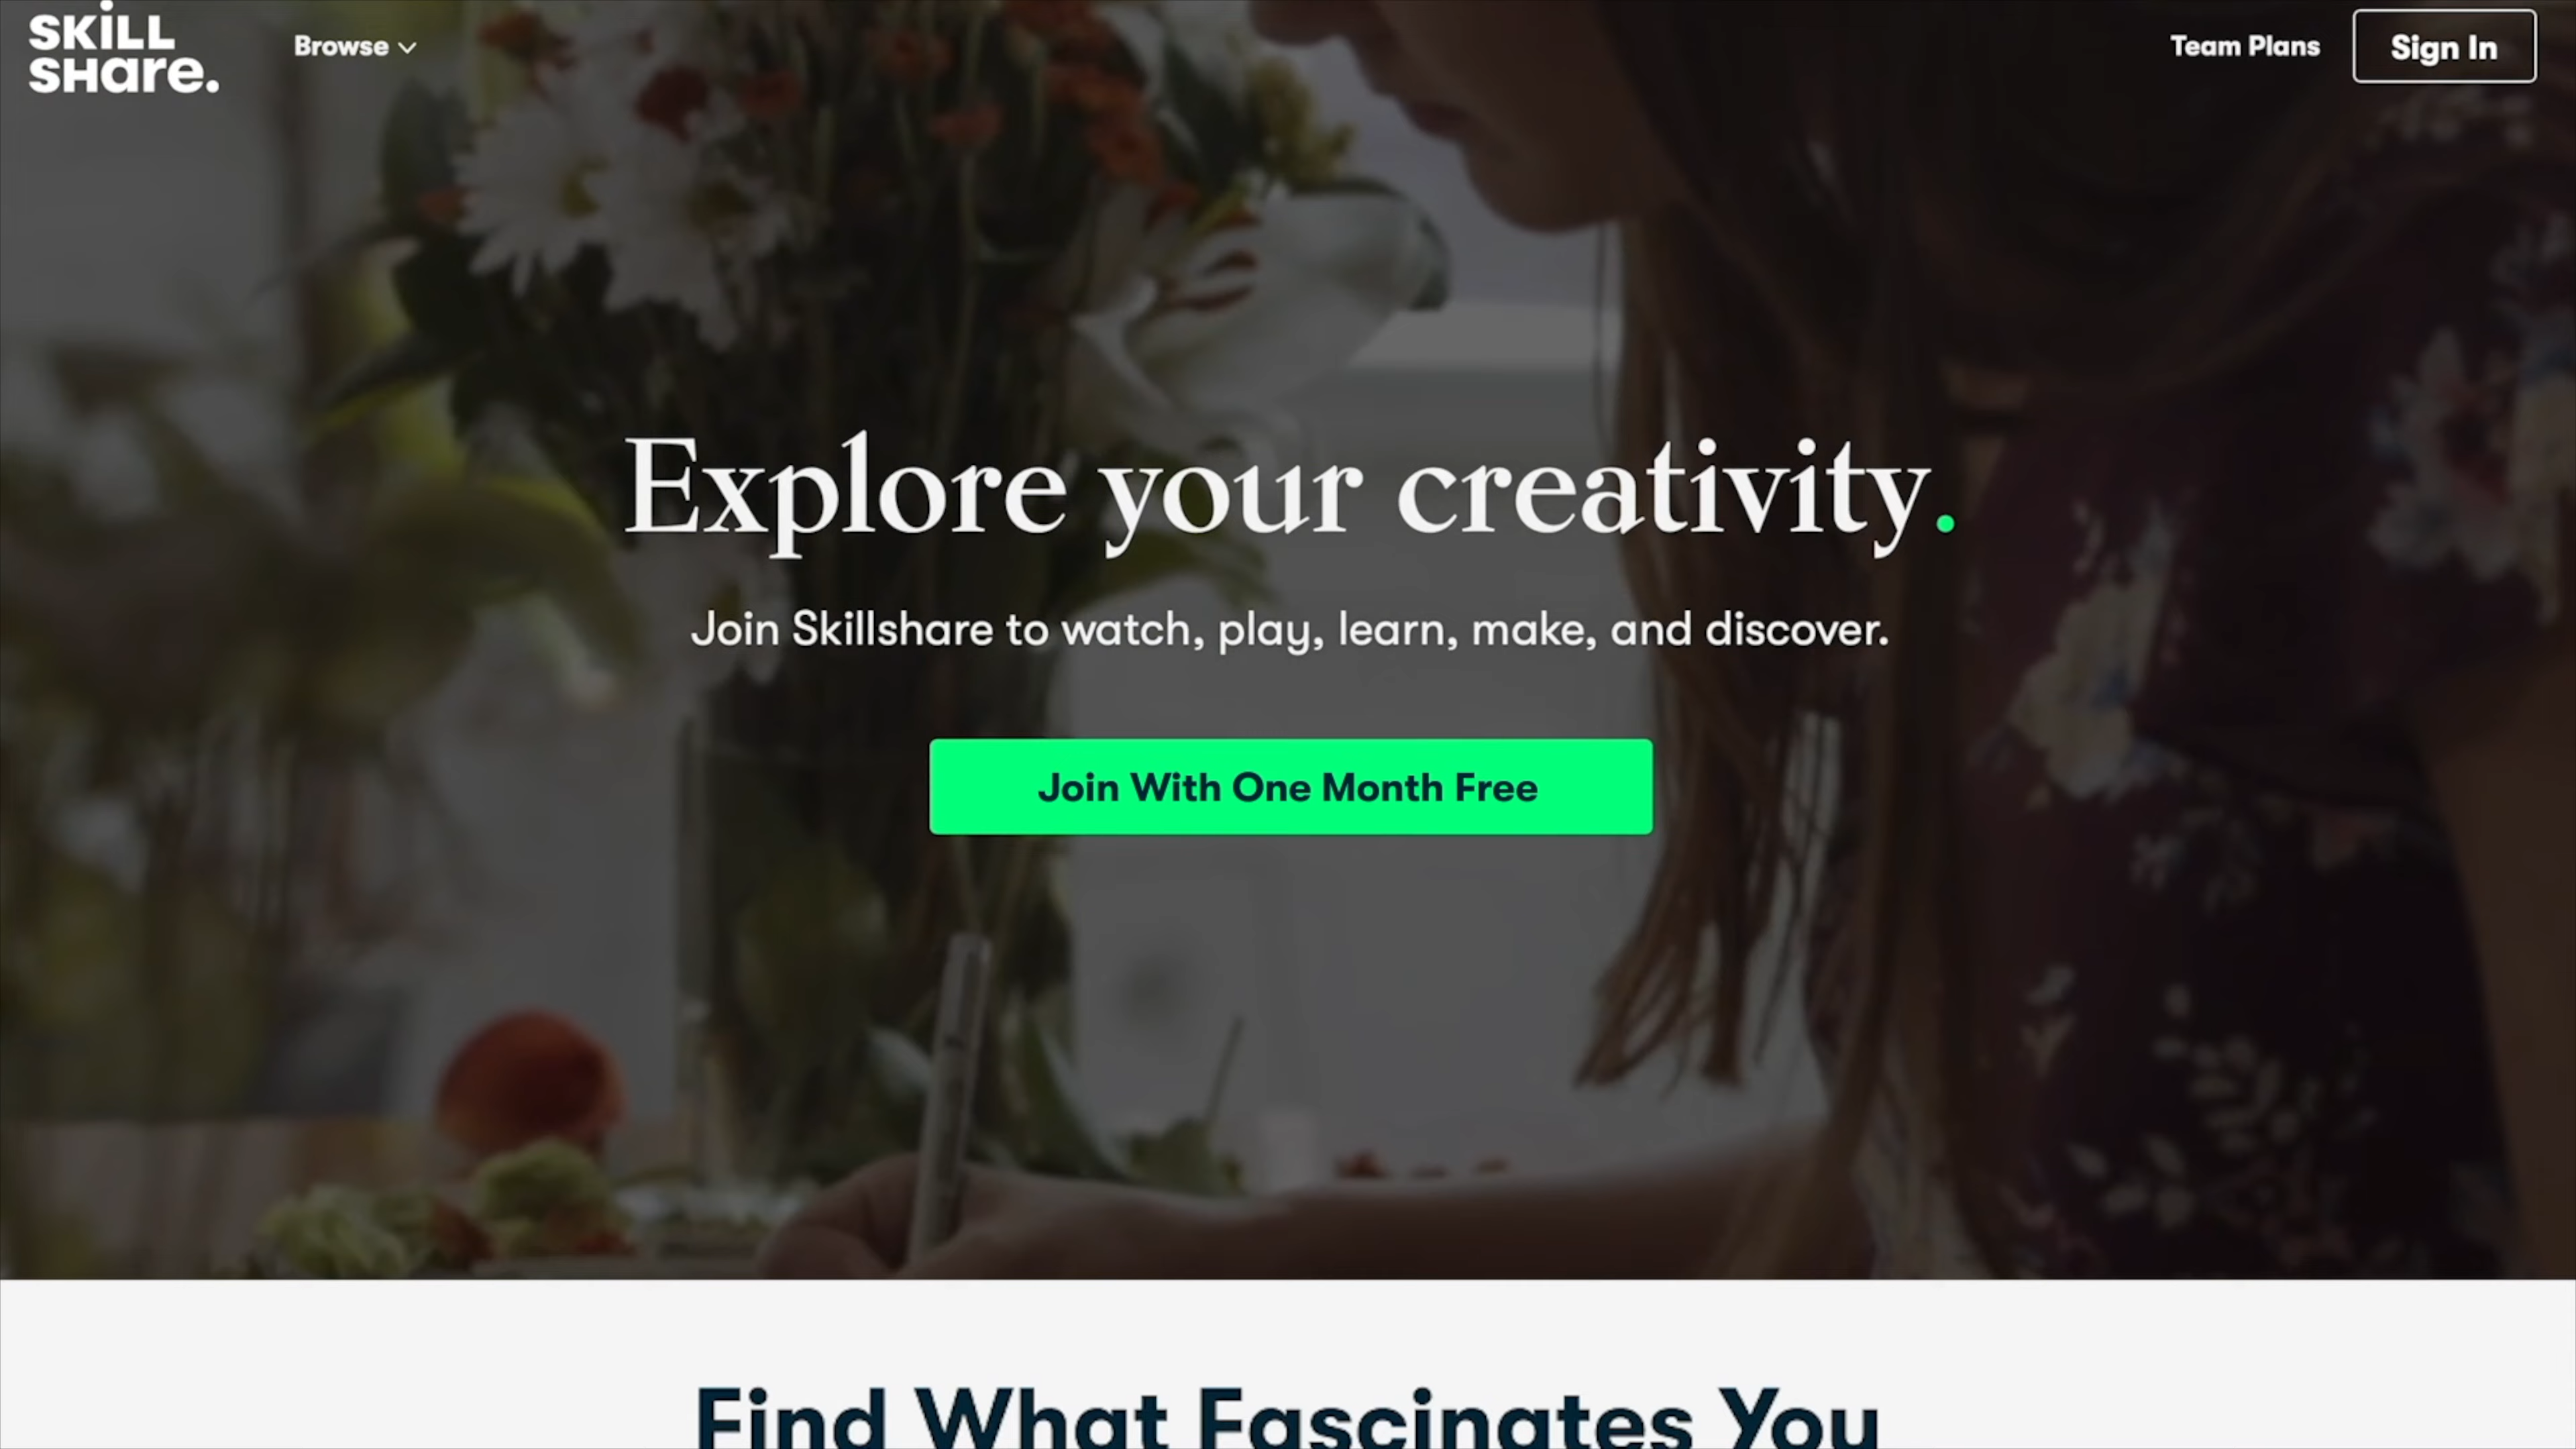 SKILL
SHare.
Browse
Team Plans
Sign In
Explore your creativity.
Join Skillshare to watch, play, learn, make, and discover.
Join With One Month Free
Find What Fascinates You